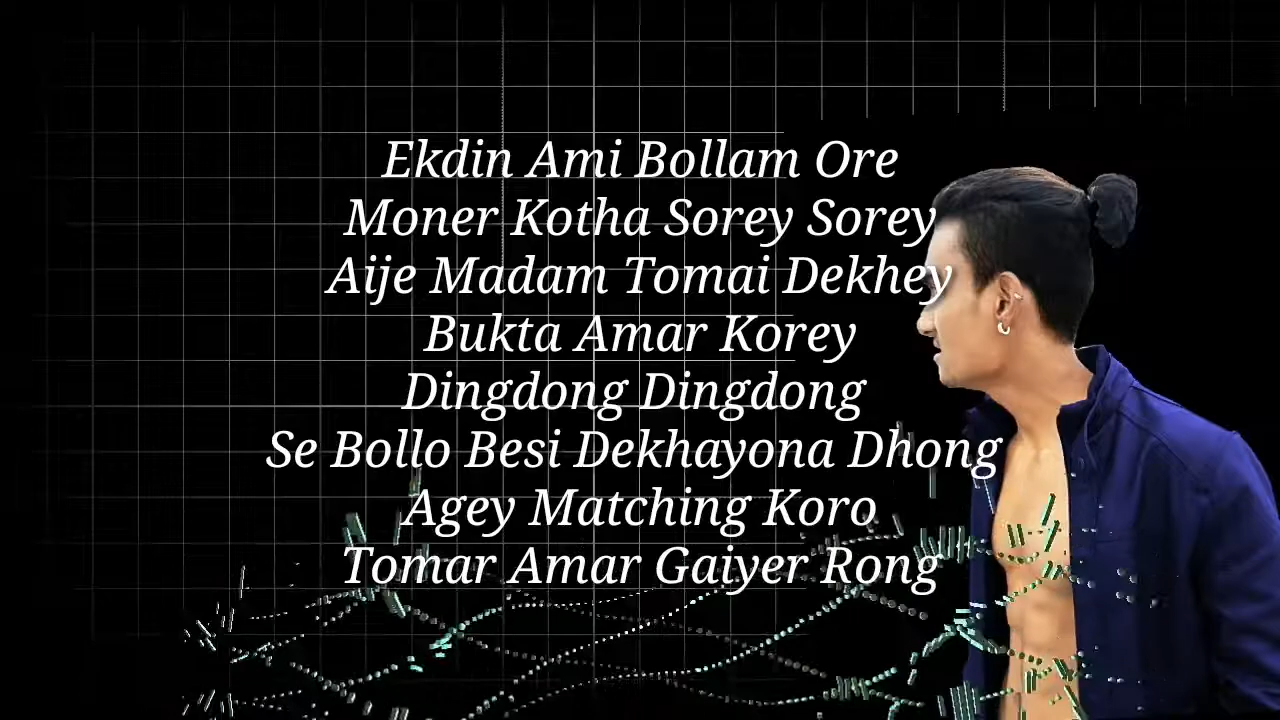 Ekdin Ami Bollam Ore
Moner Kotha Sorey Sorey
Aije Madam Tomai Dekhey
Bukta Amar Korey
Dingdong Dingdong
Se Bollo Besi Dekhayona Dhong
Agey Matching Koro
Tomar Amar Gaiyer Rong